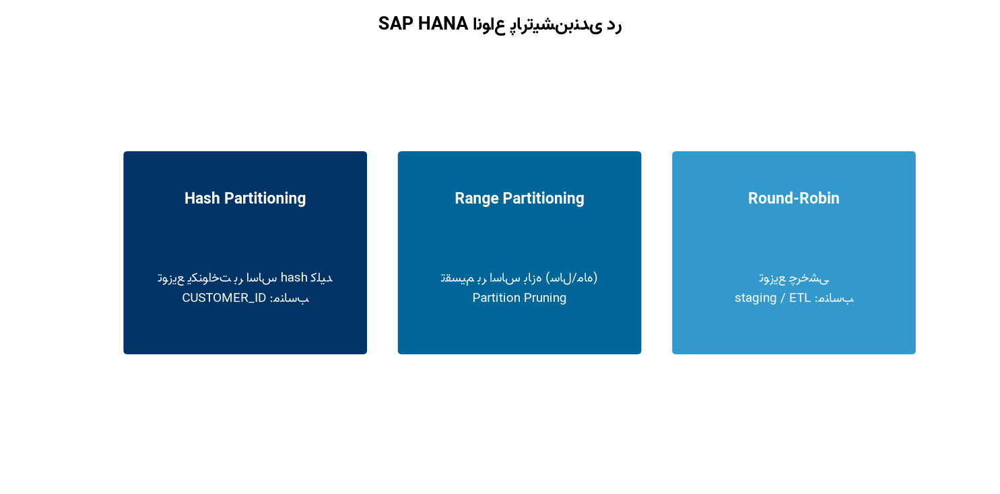 انواع پارتیشن‌بندی در SAP HANA
Hash Partitioning
توزیع یکنواخت بر اساس hash کلید
مناسب: CUSTOMER_ID
Range Partitioning
تقسیم بر اساس بازه (سال/ماه)
Partition Pruning
Round-Robin
توزیع چرخشی
مناسب: staging / ETL